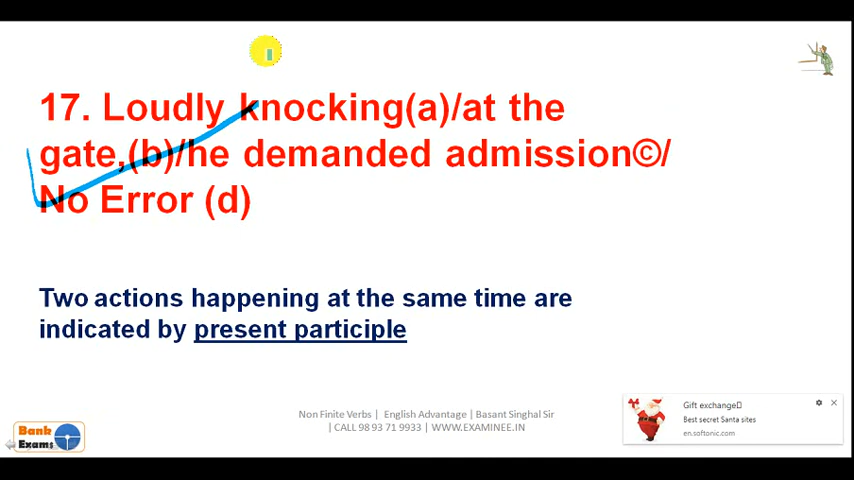 17. Loudly knocking(a)/at the
gate,(b)/he demanded admission©/
No Error (d)
Two actions happening at the same time are
indicated by present participle
Non Finite Verbs | English Advantage | Basant Singhal Sir
| CALL 98 93 71 9933 | WWW.EXAMINEE.IN
Bank
Exams
Gift exchange
Best secret Santa sites
en.softonic.com